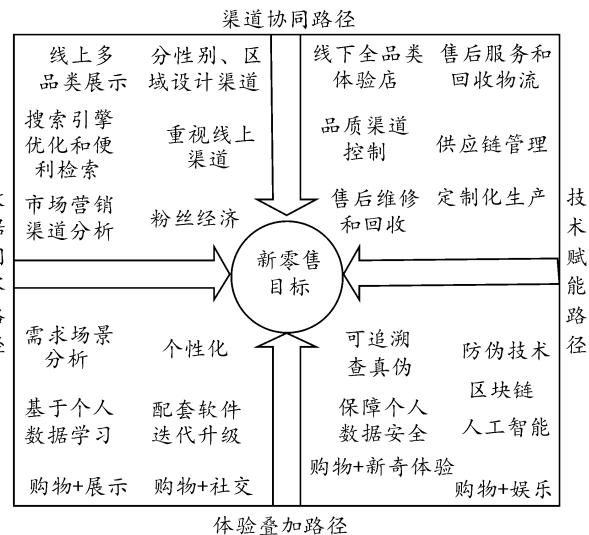 渠道协同路径
线上多
品类展示
分性别、区
域设计渠道
线下全品类
体验店
售后服务和
回收物流
搜索引擎
优化和便
利检索
重视线上
渠道
品质渠道
控制
供应链管理
市场营销
渠道分析
粉丝经济
售后维修
和回收
定制化生产
技
术
赋
能
路
径
新零售
目标
需求场景
分析
个性化
可追溯
查真伪
防伪技术
区块链
基于个人
数据学习
配套软件
迭代升级
保障个人
数据安全
人工智能
购物+展示
购物+社交
购物+新奇体验
购物+娱乐
体验叠加路径